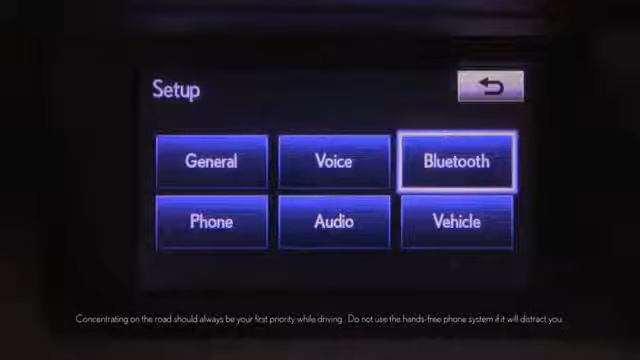 Setup
General Voice Bluetooth
Phone Audio Vehicle
Concentrating on the road should always be your first priority while driving. Do not use the hands-free phone system if it will distract you.